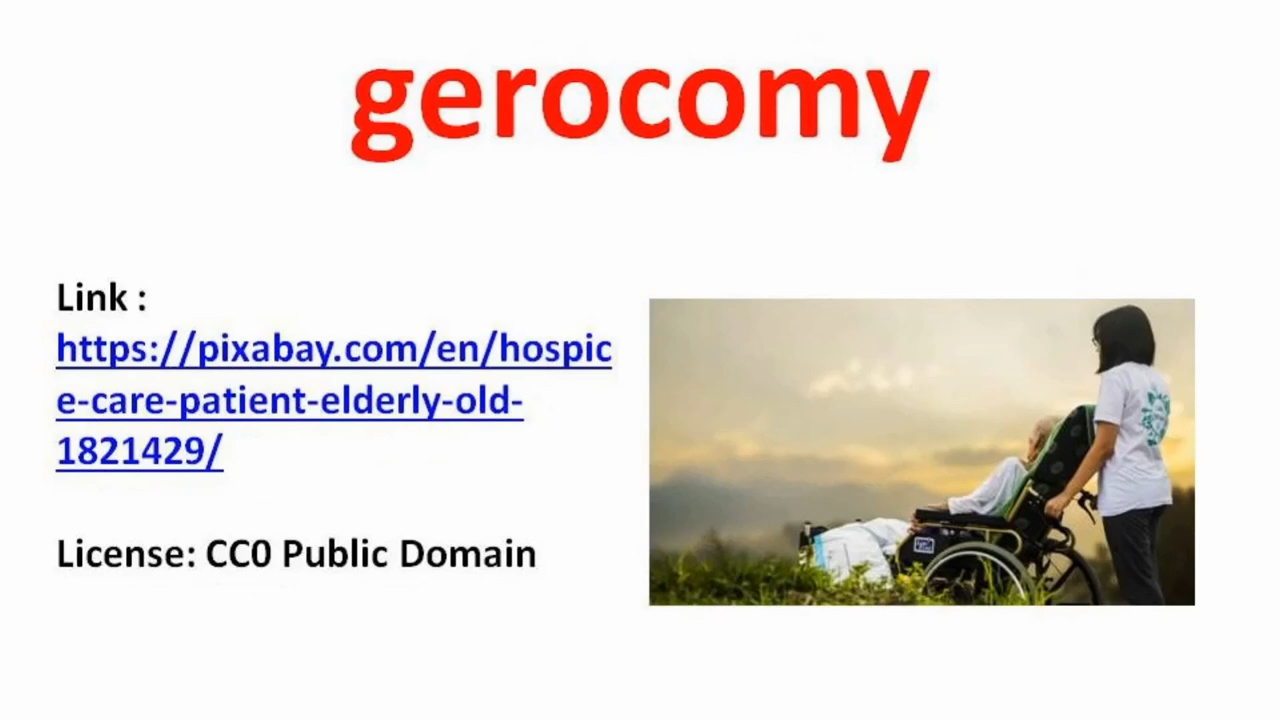 gerocomy
Link :
https://pixabay.com/en/hospic
e-care-patient-elderly-old-
1821429/
License: CC0 Public Domain